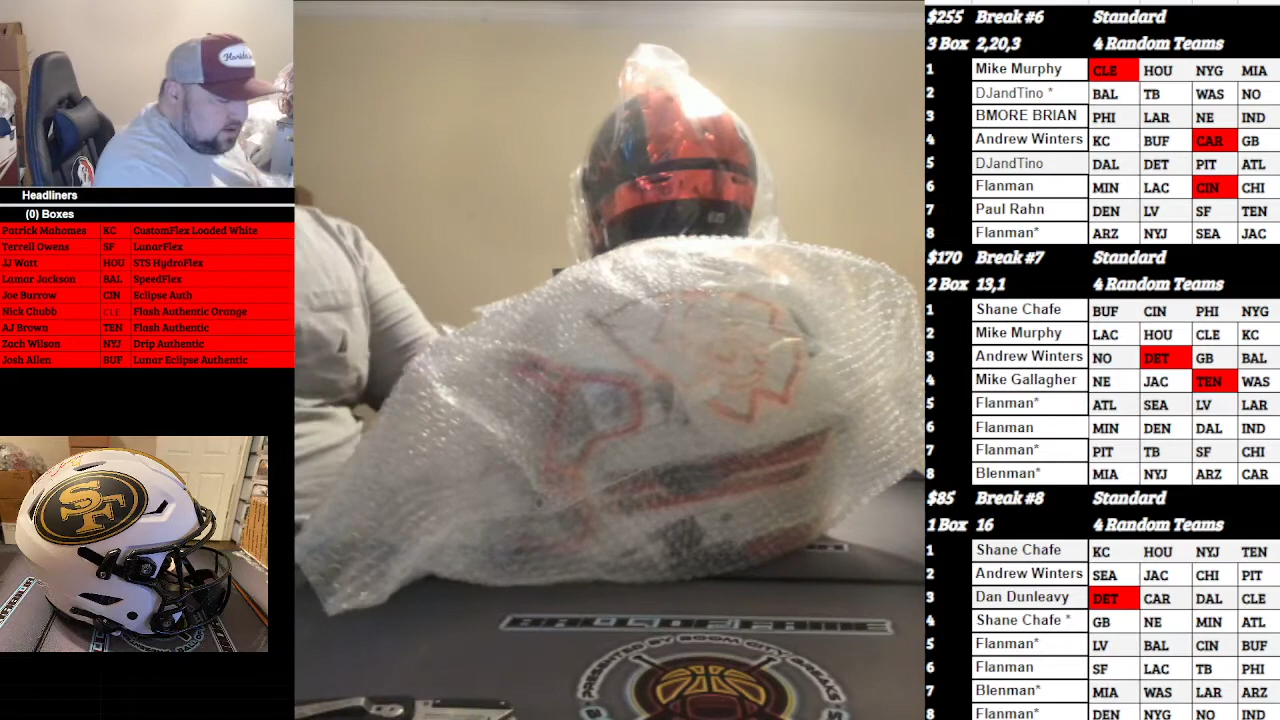 Florida's
Headliners
(0) Boxes
Patrick Mahomes KC CustomFlex Loaded White
Terrell Owens SF LunarFlex
JJ Watt HOU STS HydroFlex
Lamar Jackson BAL SpeedFlex
Joe Burrow CIN Eclipse Auth
Nick Chubb CLE Flash Authentic Orange
AJ Brown TEN Flash Authentic
Zach Wilson NYJ Drip Authentic
Josh Allen BUF Lunar Eclipse Authentic
SF
BALL OF FAME
PRESENTED BY ROOM CITY BREAKS
$255 Break #6 Standard
3 Box 2,20,3 4 Random Teams
1 Mike Murphy CLE HOU NYG MIA
2 DJandTino * BAL TB WAS NO
3 BMORE BRIAN PHI LAR NE IND
4 Andrew Winters KC BUF CAR GB
5 DJandTino DAL DET PIT ATL
6 Flanman MIN LAC CIN CHI
7 Paul Rahn DEN LV SF TEN
8 Flanman* ARZ NYJ SEA JAC
$170 Break #7 Standard
2 Box 13,1 4 Random Teams
1 Shane Chafe BUF CIN PHI NYG
2 Mike Murphy LAC HOU CLE KC
3 Andrew Winters NO DET GB BAL
4 Mike Gallagher NE JAC TEN WAS
5 Flanman* ATL SEA LV LAR
6 Flanman MIN DEN DAL IND
7 Flanman* PIT TB SF CHI
8 Blenman* MIA NYJ ARZ CAR
$85 Break #8 Standard
1 Box 16 4 Random Teams
1 Shane Chafe KC HOU NYJ TEN
2 Andrew Winters SEA JAC CHI PIT
3 Dan Dunleavy DET CAR DAL CLE
4 Shane Chafe * GB NE MIN ATL
5 Flanman* LV BAL CIN BUF
6 Flanman SF LAC TB PHI
7 Blenman* MIA WAS LAR ARZ
8 Flanman* DEN NYG NO IND